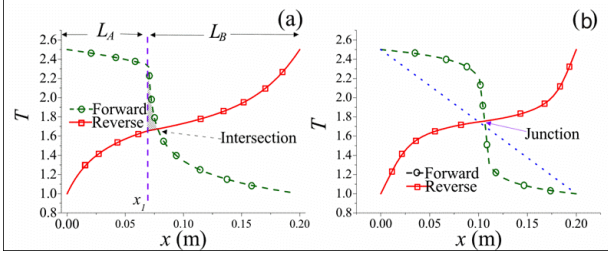 (a)
L_A L_B
2.6
2.4
2.2
2.0
1.8
1.6
1.4
1.2
1.0
0.8
T
Forward
Reverse
Intersection
x_1
0.00 0.05 0.10 0.15 0.20
x (m)
(b)
2.6
2.4
2.2
2.0
1.8
1.6
1.4
1.2
1.0
0.8
T
Junction
Forward
Reverse
0.00 0.05 0.10 0.15 0.20
x (m)